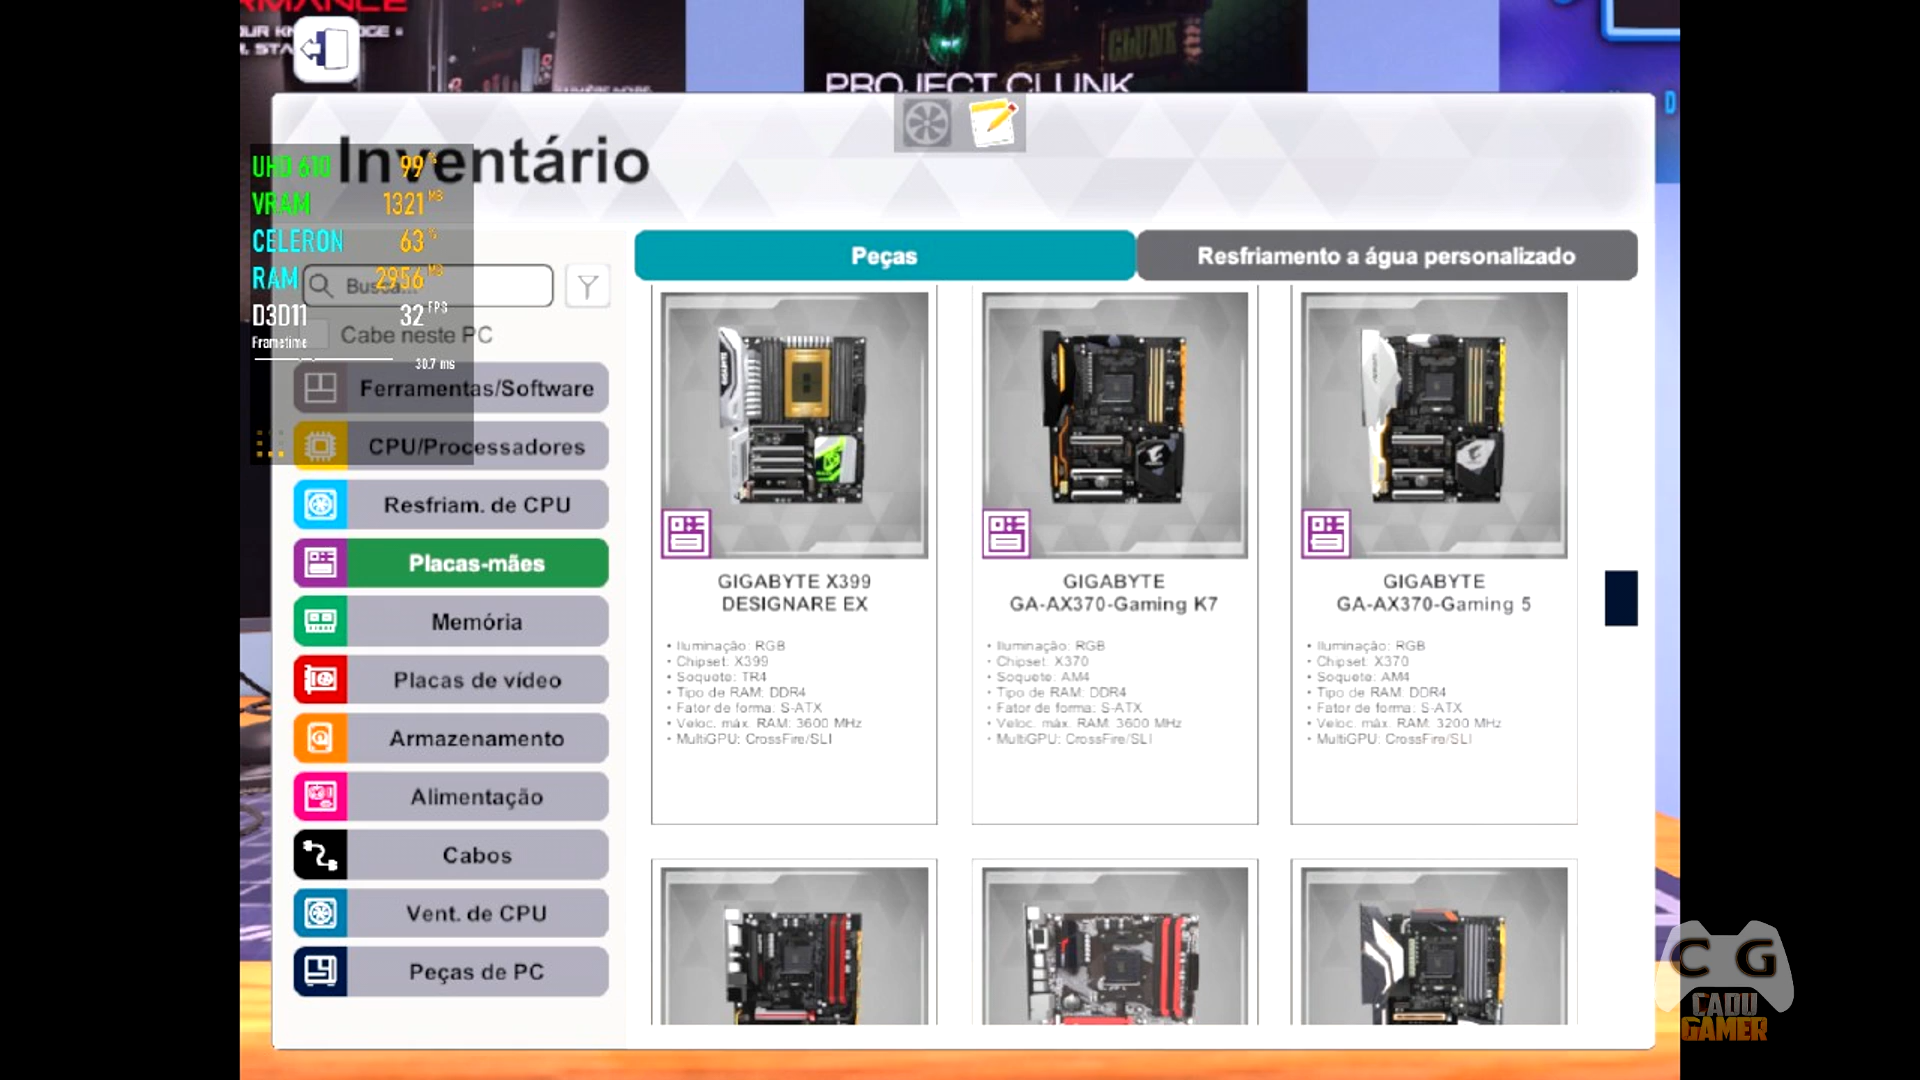 RMANCE
PROJECT CLUNK
CLUNK
Inventário
UHD 610 99 %
VRAM 1321 MB
CELERON 63 %
RAM 2956 MB
D3D11 32 FPS
Frametime
30.7 ms
Busca...
Cabe neste PC
Ferramentas/Software
CPU/Processadores
Resfriam. de CPU
Placas-mães
Memória
Placas de vídeo
Armazenamento
Alimentação
Cabos
Vent. de CPU
Peças de PC
Peças
Resfriamento a água personalizado
GIGABYTE X399
DESIGNARE EX
• Iluminação: RGB
• Chipset: X399
• Soquete: TR4
• Tipo de RAM: DDR4
• Fator de forma: S-ATX
• Veloc. máx. RAM: 3600 MHz
• MultiGPU: CrossFire/SLI
GIGABYTE
GA-AX370-Gaming K7
• Iluminação: RGB
• Chipset: X370
• Soquete: AM4
• Tipo de RAM: DDR4
• Fator de forma: S-ATX
• Veloc. máx. RAM: 3600 MHz
• MultiGPU: CrossFire/SLI
GIGABYTE
GA-AX370-Gaming 5
• Iluminação: RGB
• Chipset: X370
• Soquete: AM4
• Tipo de RAM: DDR4
• Fator de forma: S-ATX
• Veloc. máx. RAM: 3200 MHz
• MultiGPU: CrossFire/SLI
C G
CADU
GAMER